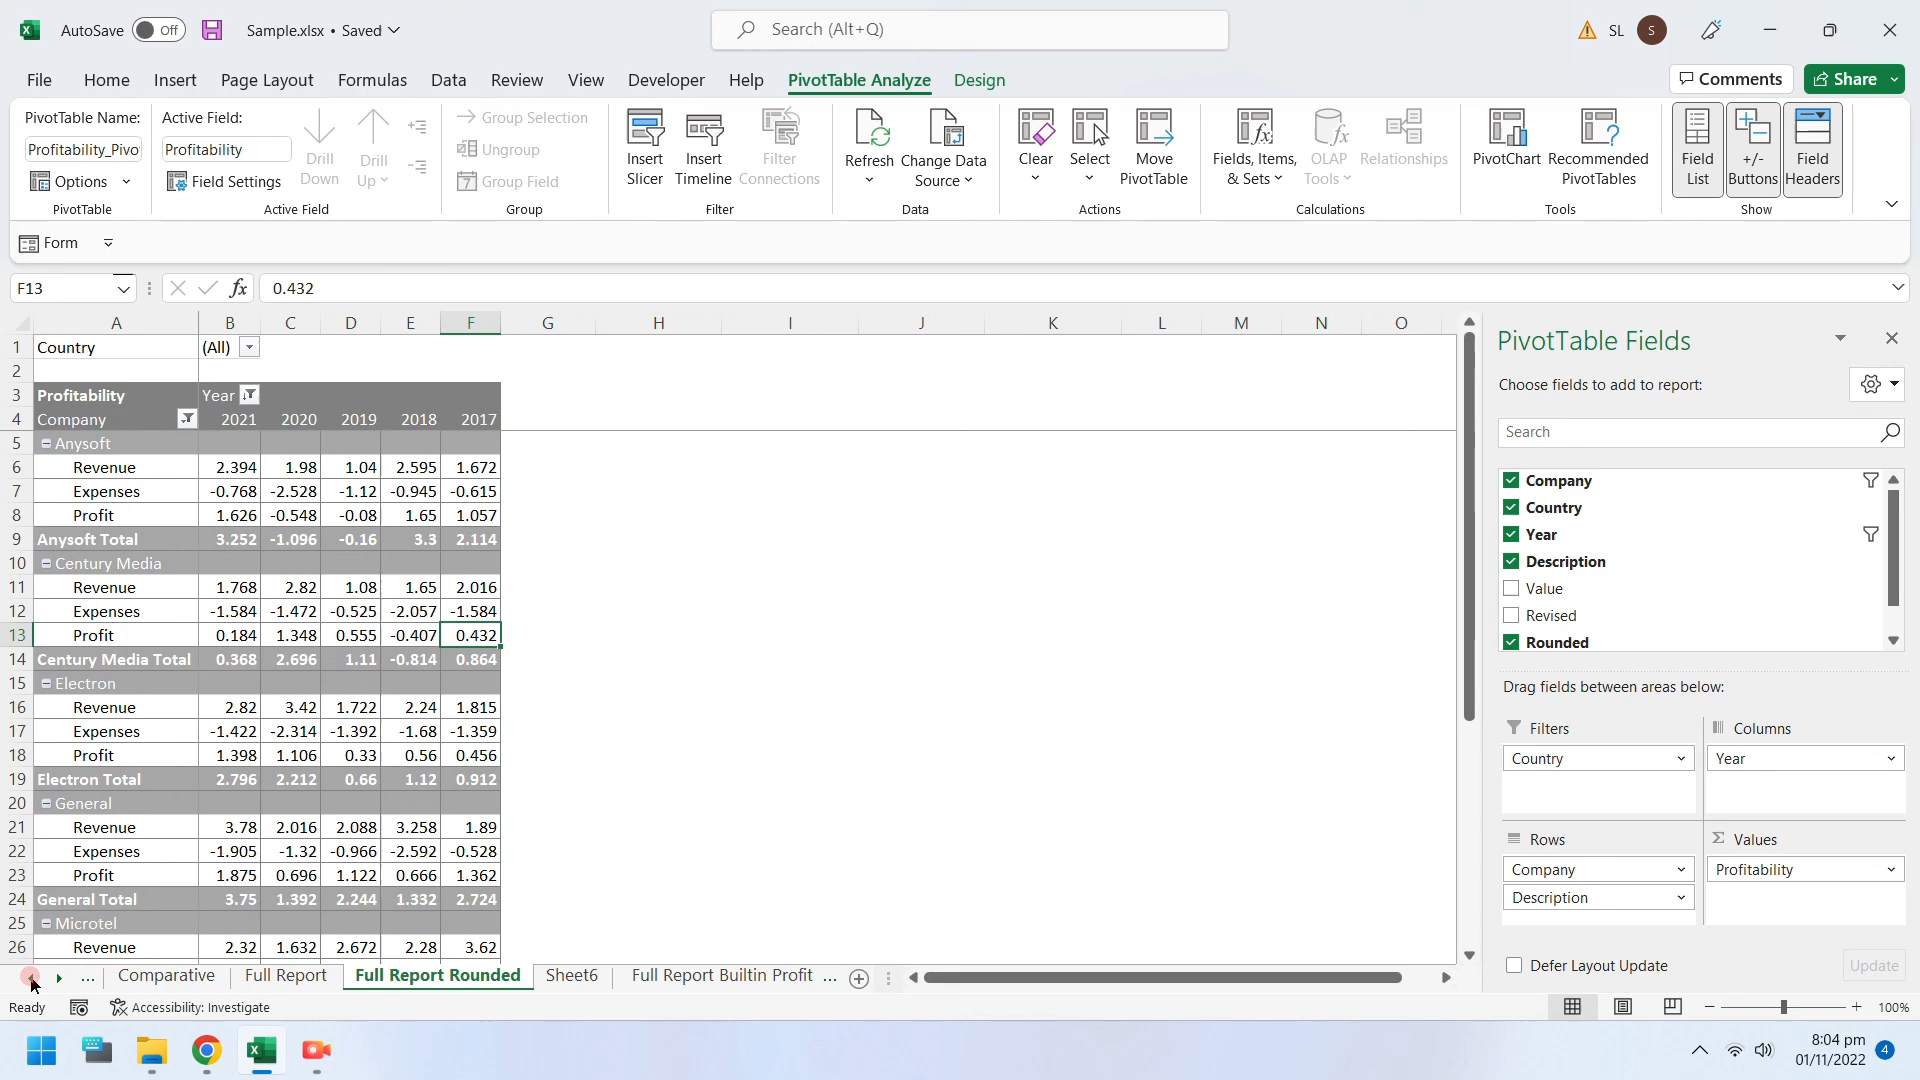 AutoSave Off Sample.xlsx • Saved Search (Alt+Q) SL S
File Home Insert Page Layout Formulas Data Review View Developer Help PivotTable Analyze Design Comments Share
PivotTable Name: Active Field:
Profitability_Pivo Profitability
Options Field Settings
Drill Down Drill Up
Group Selection
Ungroup
Group Field
Insert Slicer Insert Timeline Filter Connections
Refresh Change Data Source
Clear Select Move PivotTable
Fields, Items, & Sets OLAP Tools Relationships
PivotChart Recommended PivotTables
Field List +/- Buttons Field Headers
PivotTable Active Field Group Filter Data Actions Calculations Tools Show
Form
F13 fx 0.432
A B C D E F G H I J K L M N O
1 Country (All)
2
3 Profitability Year
4 Company 2021 2020 2019 2018 2017
5 Anysoft
6 Revenue 2.394 1.98 1.04 2.595 1.672
7 Expenses -0.768 -2.528 -1.12 -0.945 -0.615
8 Profit 1.626 -0.548 -0.08 1.65 1.057
9 Anysoft Total 3.252 -1.096 -0.16 3.3 2.114
10 Century Media
11 Revenue 1.768 2.82 1.08 1.65 2.016
12 Expenses -1.584 -1.472 -0.525 -2.057 -1.584
13 Profit 0.184 1.348 0.555 -0.407 0.432
14 Century Media Total 0.368 2.696 1.11 -0.814 0.864
15 Electron
16 Revenue 2.82 3.42 1.722 2.24 1.815
17 Expenses -1.422 -2.314 -1.392 -1.68 -1.359
18 Profit 1.398 1.106 0.33 0.56 0.456
19 Electron Total 2.796 2.212 0.66 1.12 0.912
20 General
21 Revenue 3.78 2.016 2.088 3.258 1.89
22 Expenses -1.905 -1.32 -0.966 -2.592 -0.528
23 Profit 1.875 0.696 1.122 0.666 1.362
24 General Total 3.75 1.392 2.244 1.332 2.724
25 Microtel
26 Revenue 2.32 1.632 2.672 2.28 3.62
PivotTable Fields
Choose fields to add to report:
Search
Company
Country
Year
Description
Value
Revised
Rounded
Drag fields between areas below:
Filters Columns
Country Year
Rows Values
Company Profitability
Description
Defer Layout Update Update
... Comparative Full Report Full Report Rounded Sheet6 Full Report Builtin Profit ...
Ready Accessibility: Investigate 100%
8:04 pm
01/11/2022 4